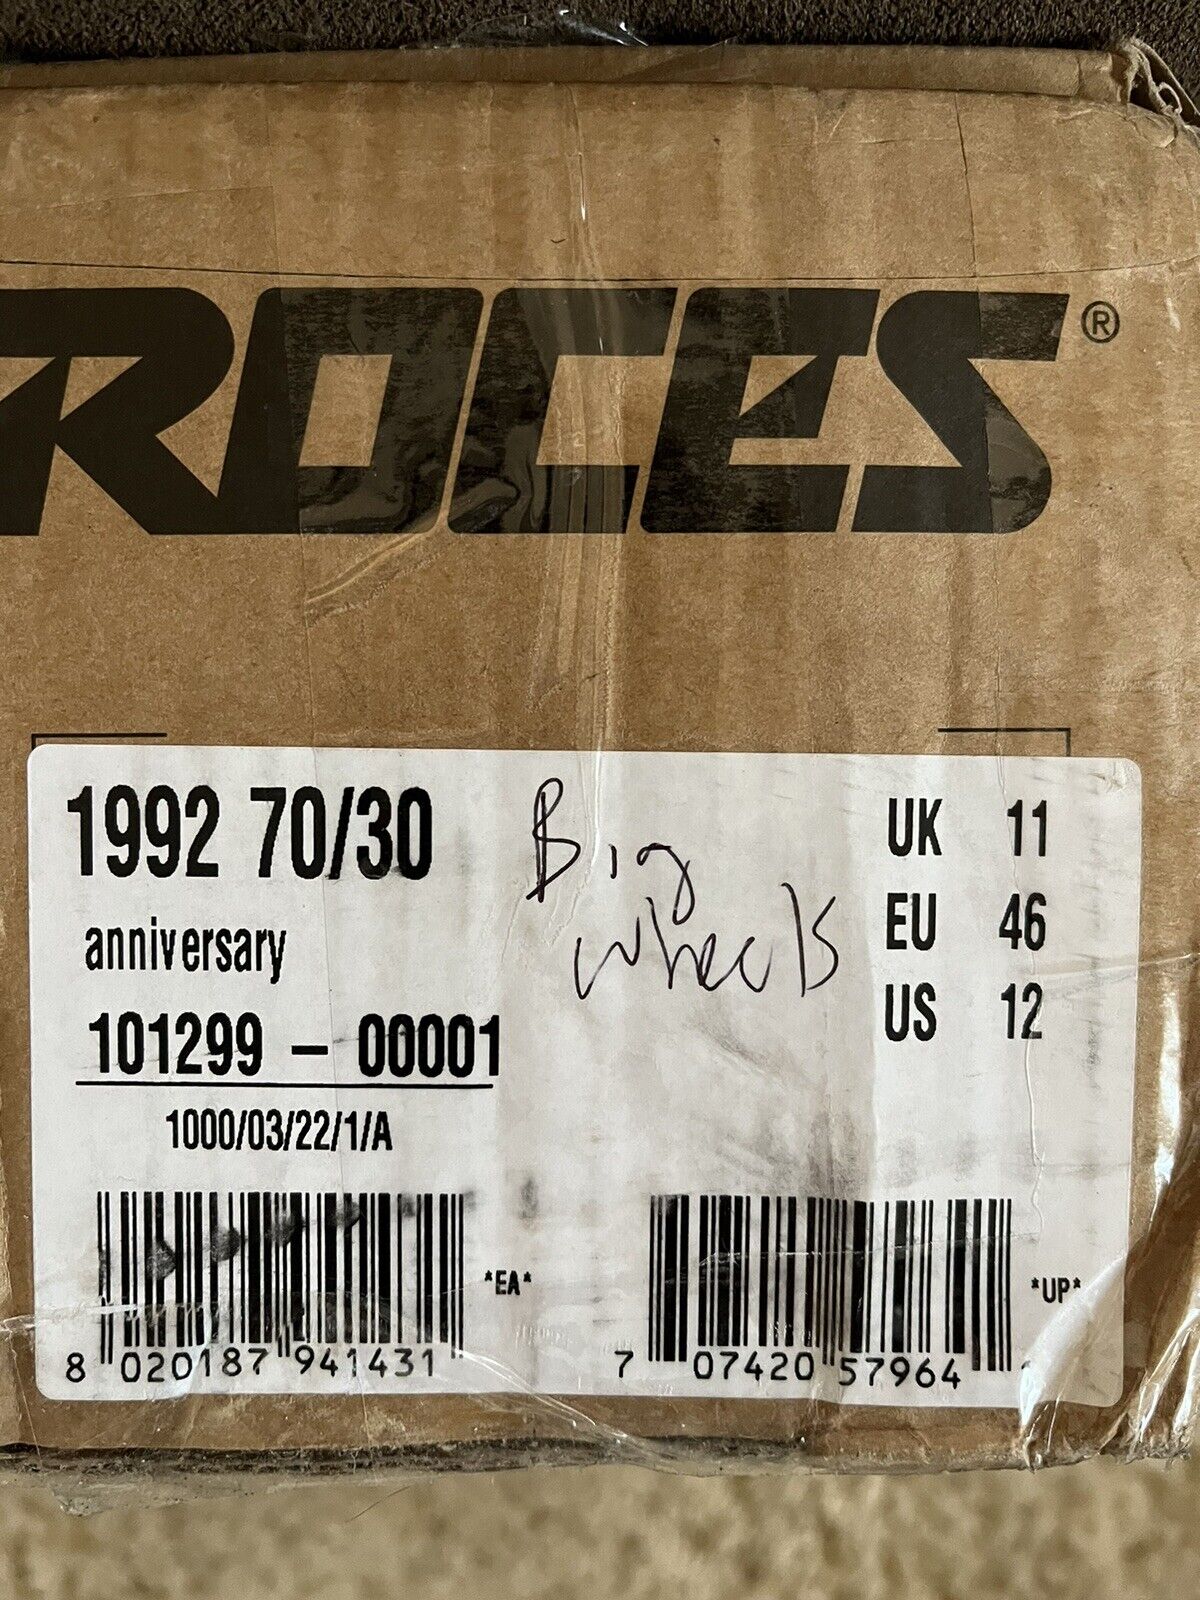 ROCES®
1992 70/30
anniversary
101299 - 00001
1000/03/22/1/A
Big
wheels
UK 11
EU 46
US 12
8 020187 941431
*EA*
7 07420 57964
*UP*